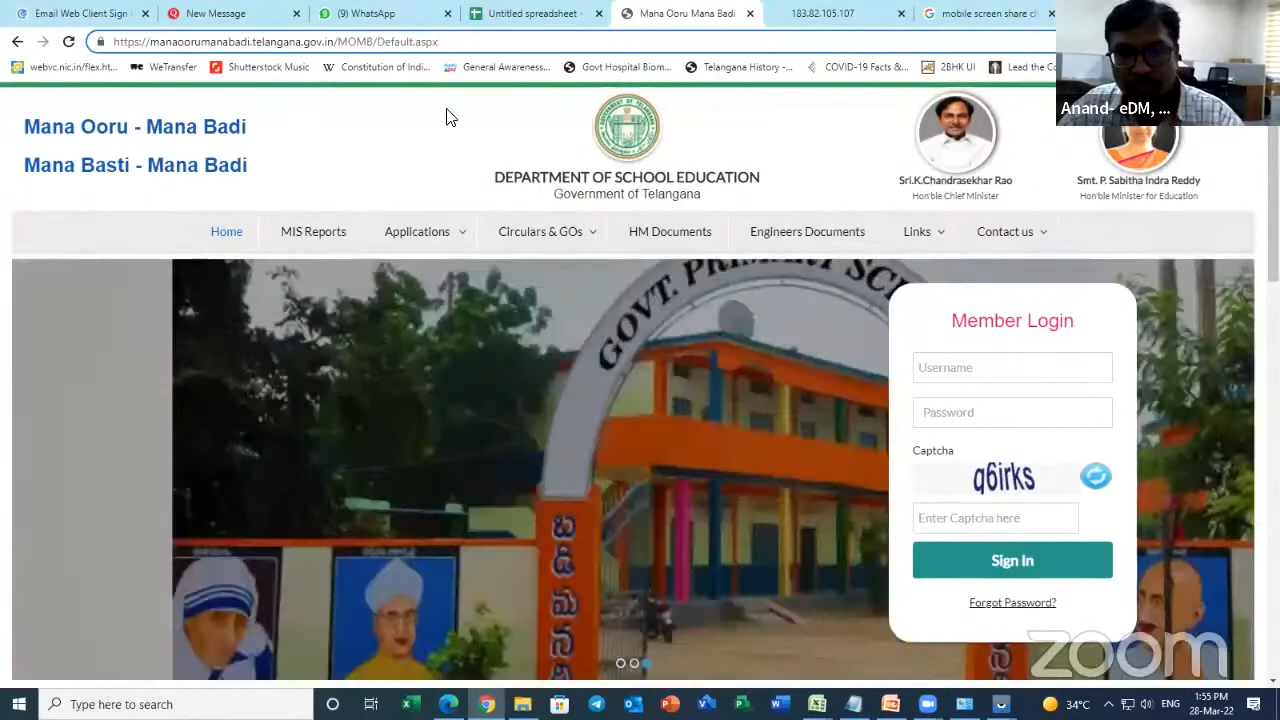 Email Web Client Sign
New Message
(9) WhatsApp
Untitled spreadsheet -
Mana Ooru Mana Badi
183.82.105.107
mobile screen share c
https://manaoorumanabadi.telangana.gov.in/MOMB/Default.aspx
webvc.nic.in/flex.ht...
WeTransfer
Shutterstock Music
Constitution of Indi...
General Awareness...
Govt Hospital Biom...
Telangana History -...
COVID-19 Facts &...
2BHK UI
Lead the Co
Anand- eDM, ...
Mana Ooru - Mana Badi
Mana Basti - Mana Badi
DEPARTMENT OF SCHOOL EDUCATION
Government of Telangana
Sri.K.Chandrasekhar Rao
Hon'ble Chief Minister
Smt. P. Sabitha Indra Reddy
Hon'ble Minister for Education
Home
MIS Reports
Applications
Circulars & GOs
HM Documents
Engineers Documents
Links
Contact us
GOVT. PRIMARY
Member Login
Username
Password
Captcha
q6irks
Enter Captcha here
Sign In
Forgot Password?
zoom
Type here to search
34°C
ENG
1:55 PM
28-Mar-22